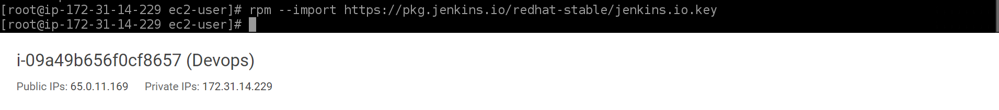 [root@ip-172-31-14-229 ec2-user]# rpm --import https://pkg.jenkins.io/redhat-stable/jenkins.io.key
[root@ip-172-31-14-229 ec2-user]#
i-09a49b656f0cf8657 (Devops)
Public IPs: 65.0.11.169 Private IPs: 172.31.14.229